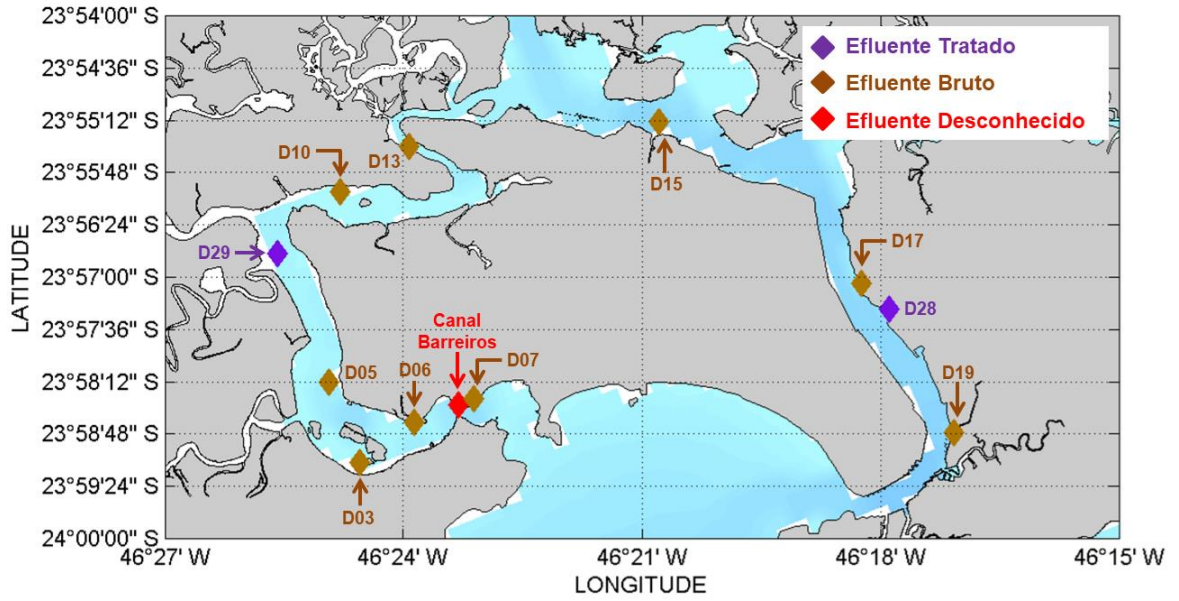 23°54'00" S
23°54'36" S
23°55'12" S
23°55'48" S
23°56'24" S
23°57'00" S
23°57'36" S
23°58'12" S
23°58'48" S
23°59'24" S
24°00'00" S
LATITUDE
Efluente Tratado
Efluente Bruto
Efluente Desconhecido
D10
D13
D15
D29
D17
D28
Canal
Barreiros
D05
D06
D07
D19
D03
46°27' W
46°24' W
46°21' W
46°18' W
46°15' W
LONGITUDE